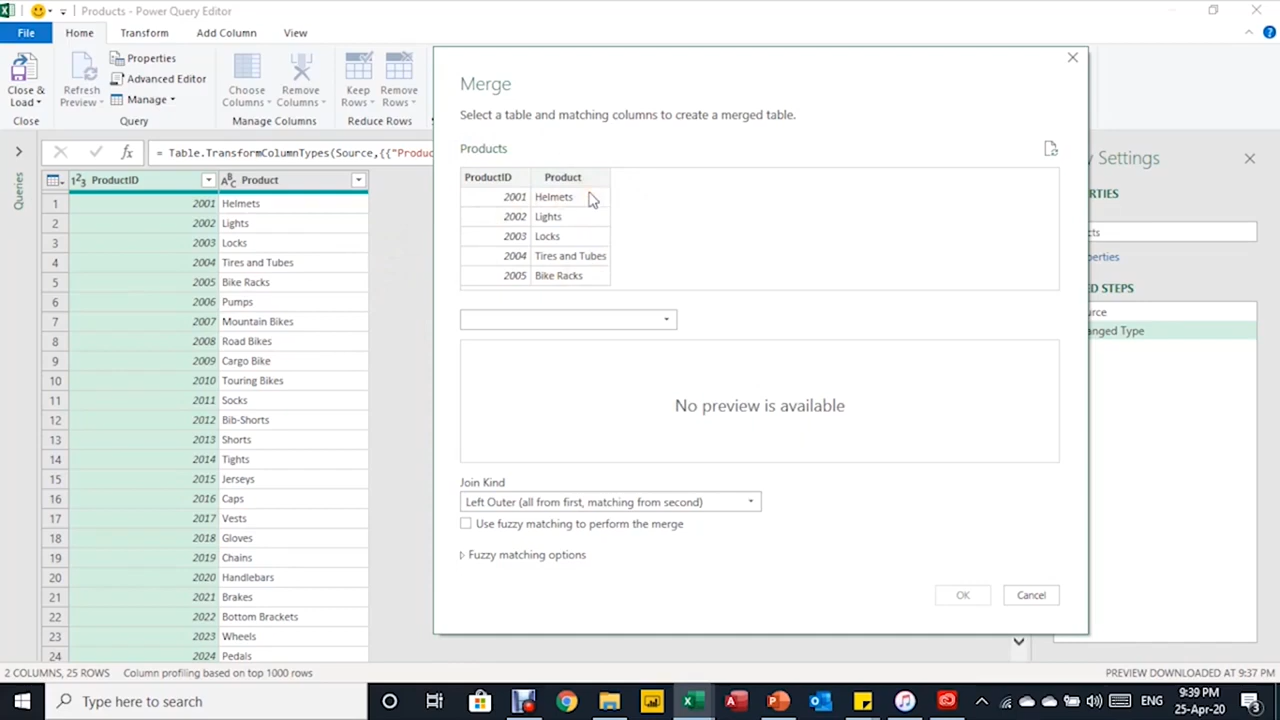 Products - Power Query Editor
File
Home
Transform
Add Column
View
Close &
Load
Refresh
Preview
Properties
Advanced Editor
Manage
Choose
Columns
Remove
Columns
Keep
Rows
Remove
Rows
Close
Query
Manage Columns
Reduce Rows
= Table.TransformColumnTypes(Source,{{"Produc
Queries
ProductID Product
1 2001 Helmets
2 2002 Lights
3 2003 Locks
4 2004 Tires and Tubes
5 2005 Bike Racks
6 2006 Pumps
7 2007 Mountain Bikes
8 2008 Road Bikes
9 2009 Cargo Bike
10 2010 Touring Bikes
11 2011 Socks
12 2012 Bib-Shorts
13 2013 Shorts
14 2014 Tights
15 2015 Jerseys
16 2016 Caps
17 2017 Vests
18 2018 Gloves
19 2019 Chains
20 2020 Handlebars
21 2021 Brakes
22 2022 Bottom Brackets
23 2023 Wheels
24 2024 Pedals
Merge
Select a table and matching columns to create a merged table.
Products
ProductID Product
2001 Helmets
2002 Lights
2003 Locks
2004 Tires and Tubes
2005 Bike Racks
No preview is available
Join Kind
Left Outer (all from first, matching from second)
Use fuzzy matching to perform the merge
Fuzzy matching options
OK
Cancel
y Settings
ERTIES
cts
operties
ED STEPS
urce
anged Type
2 COLUMNS, 25 ROWS
Column profiling based on top 1000 rows
PREVIEW DOWNLOADED AT 9:37 PM
Type here to search
ENG
9:39 PM
25-Apr-20
3